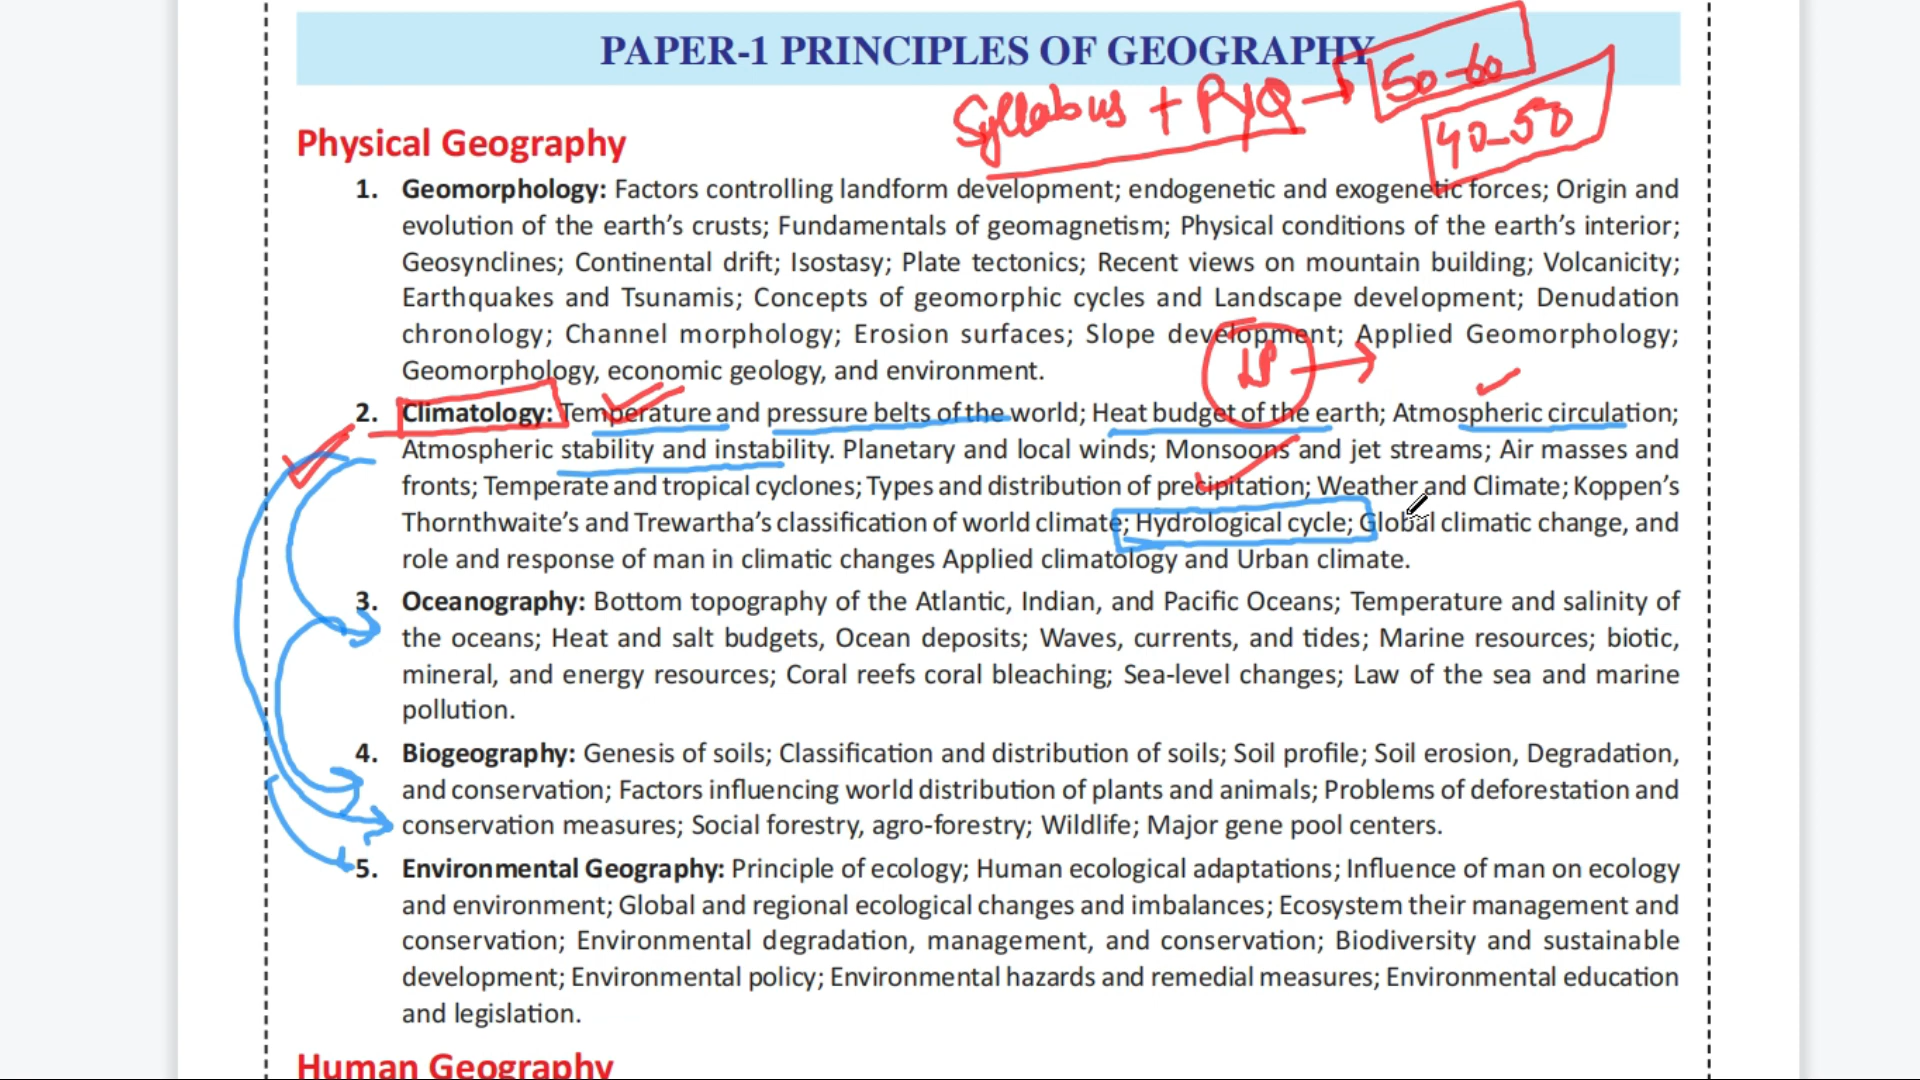 PAPER-1 PRINCIPLES OF GEOGRAPHY
Syllabus + PYQ → 50-60
40-50
Physical Geography
1. Geomorphology: Factors controlling landform development; endogenetic and exogenetic forces; Origin and
evolution of the earth's crusts; Fundamentals of geomagnetism; Physical conditions of the earth's interior;
Geosynclines; Continental drift; Isostasy; Plate tectonics; Recent views on mountain building; Volcanicity;
Earthquakes and Tsunamis; Concepts of geomorphic cycles and Landscape development; Denudation
chronology; Channel morphology; Erosion surfaces; Slope development; Applied Geomorphology;
Geomorphology, economic geology, and environment.
2. Climatology: Temperature and pressure belts of the world; Heat budget of the earth; Atmospheric circulation;
Atmospheric stability and instability. Planetary and local winds; Monsoons and jet streams; Air masses and
fronts; Temperate and tropical cyclones; Types and distribution of precipitation; Weather and Climate; Koppen's
Thornthwaite's and Trewartha's classification of world climate; Hydrological cycle; Global climatic change, and
role and response of man in climatic changes Applied climatology and Urban climate.
3. Oceanography: Bottom topography of the Atlantic, Indian, and Pacific Oceans; Temperature and salinity of
the oceans; Heat and salt budgets, Ocean deposits; Waves, currents, and tides; Marine resources; biotic,
mineral, and energy resources; Coral reefs coral bleaching; Sea-level changes; Law of the sea and marine
pollution.
4. Biogeography: Genesis of soils; Classification and distribution of soils; Soil profile; Soil erosion, Degradation,
and conservation; Factors influencing world distribution of plants and animals; Problems of deforestation and
conservation measures; Social forestry, agro-forestry; Wildlife; Major gene pool centers.
5. Environmental Geography: Principle of ecology; Human ecological adaptations; Influence of man on ecology
and environment; Global and regional ecological changes and imbalances; Ecosystem their management and
conservation; Environmental degradation, management, and conservation; Biodiversity and sustainable
development; Environmental policy; Environmental hazards and remedial measures; Environmental education
and legislation.
Human Geography